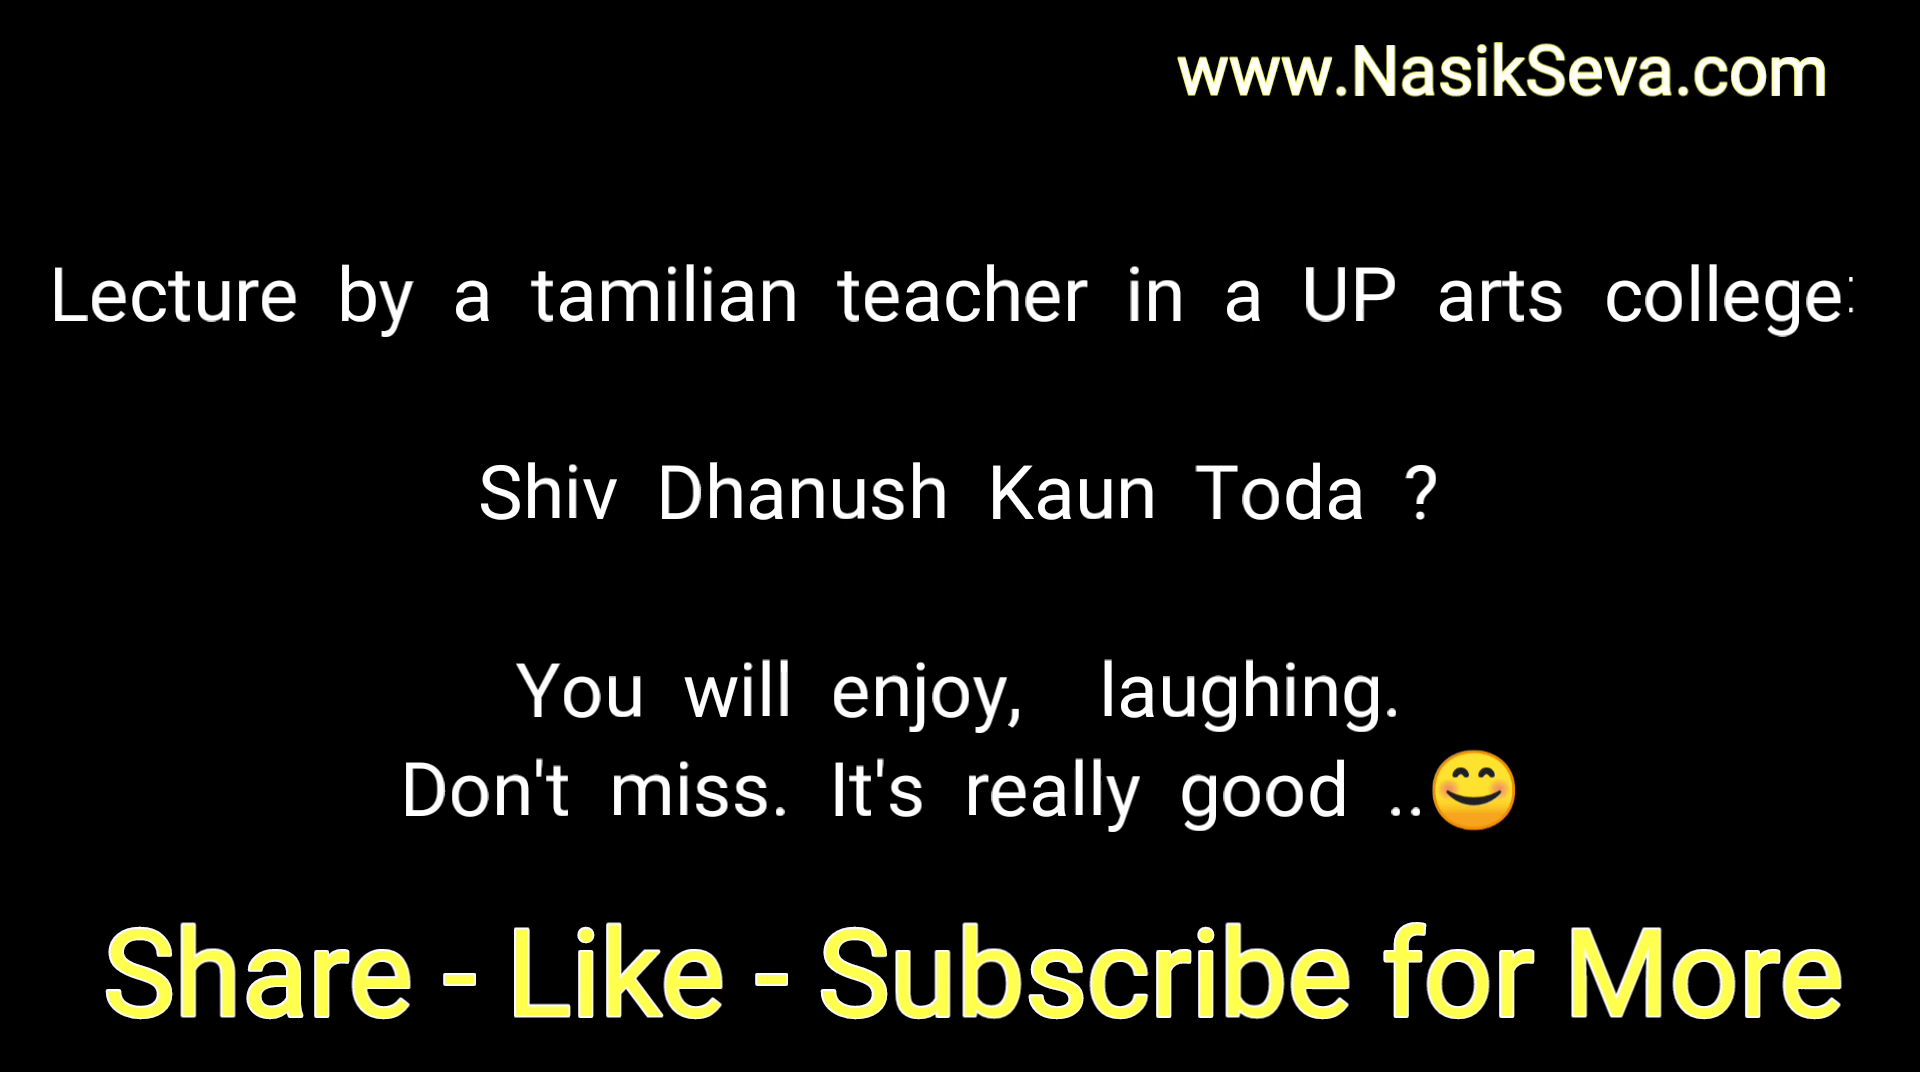 www.NasikSeva.com
Lecture by a tamilian teacher in a UP arts college:
Shiv Dhanush Kaun Toda ?
You will enjoy, laughing.
Don't miss. It's really good ..😊
Share - Like - Subscribe for More